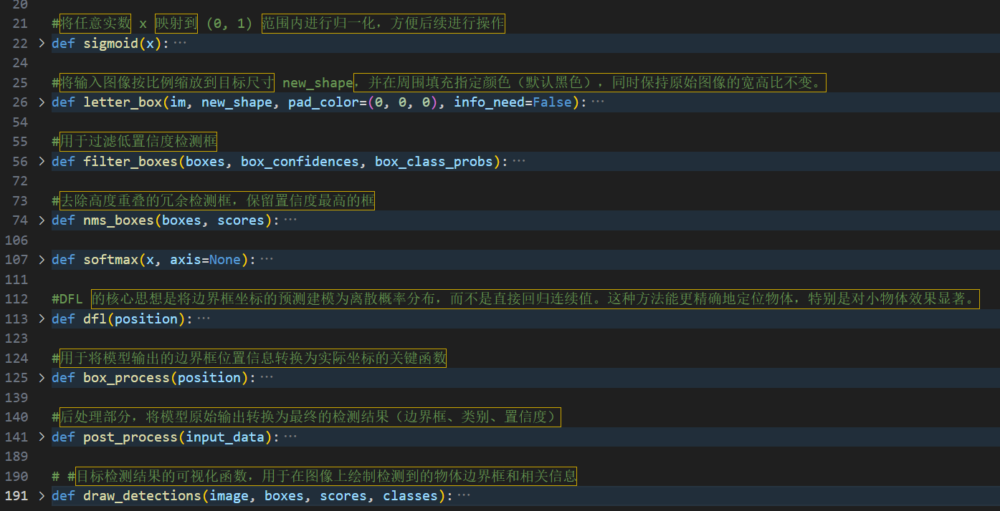 20
21 #将任意实数 x 映射到 (0, 1) 范围内进行归一化，方便后续进行操作
22 > def sigmoid(x): ···
24
25 #将输入图像按比例缩放到目标尺寸 new_shape，并在周围填充指定颜色（默认黑色），同时保持原始图像的宽高比不变。
26 > def letter_box(im, new_shape, pad_color=(0, 0, 0), info_need=False): ···
54
55 #用于过滤低置信度检测框
56 > def filter_boxes(boxes, box_confidences, box_class_probs): ···
72
73 #去除高度重叠的冗余检测框，保留置信度最高的框
74 > def nms_boxes(boxes, scores): ···
106
107 > def softmax(x, axis=None): ···
111
112 #DFL 的核心思想是将边界框坐标的预测建模为离散概率分布，而不是直接回归连续值。这种方法能更精确地定位物体，特别是对小物体效果显著。
113 > def dfl(position): ···
123
124 #用于将模型输出的边界框位置信息转换为实际坐标的关键函数
125 > def box_process(position): ···
139
140 #后处理部分，将模型原始输出转换为最终的检测结果（边界框、类别、置信度）
141 > def post_process(input_data): ···
189
190 # #目标检测结果的可视化函数，用于在图像上绘制检测到的物体边界框和相关信息
191 > def draw_detections(image, boxes, scores, classes): ···